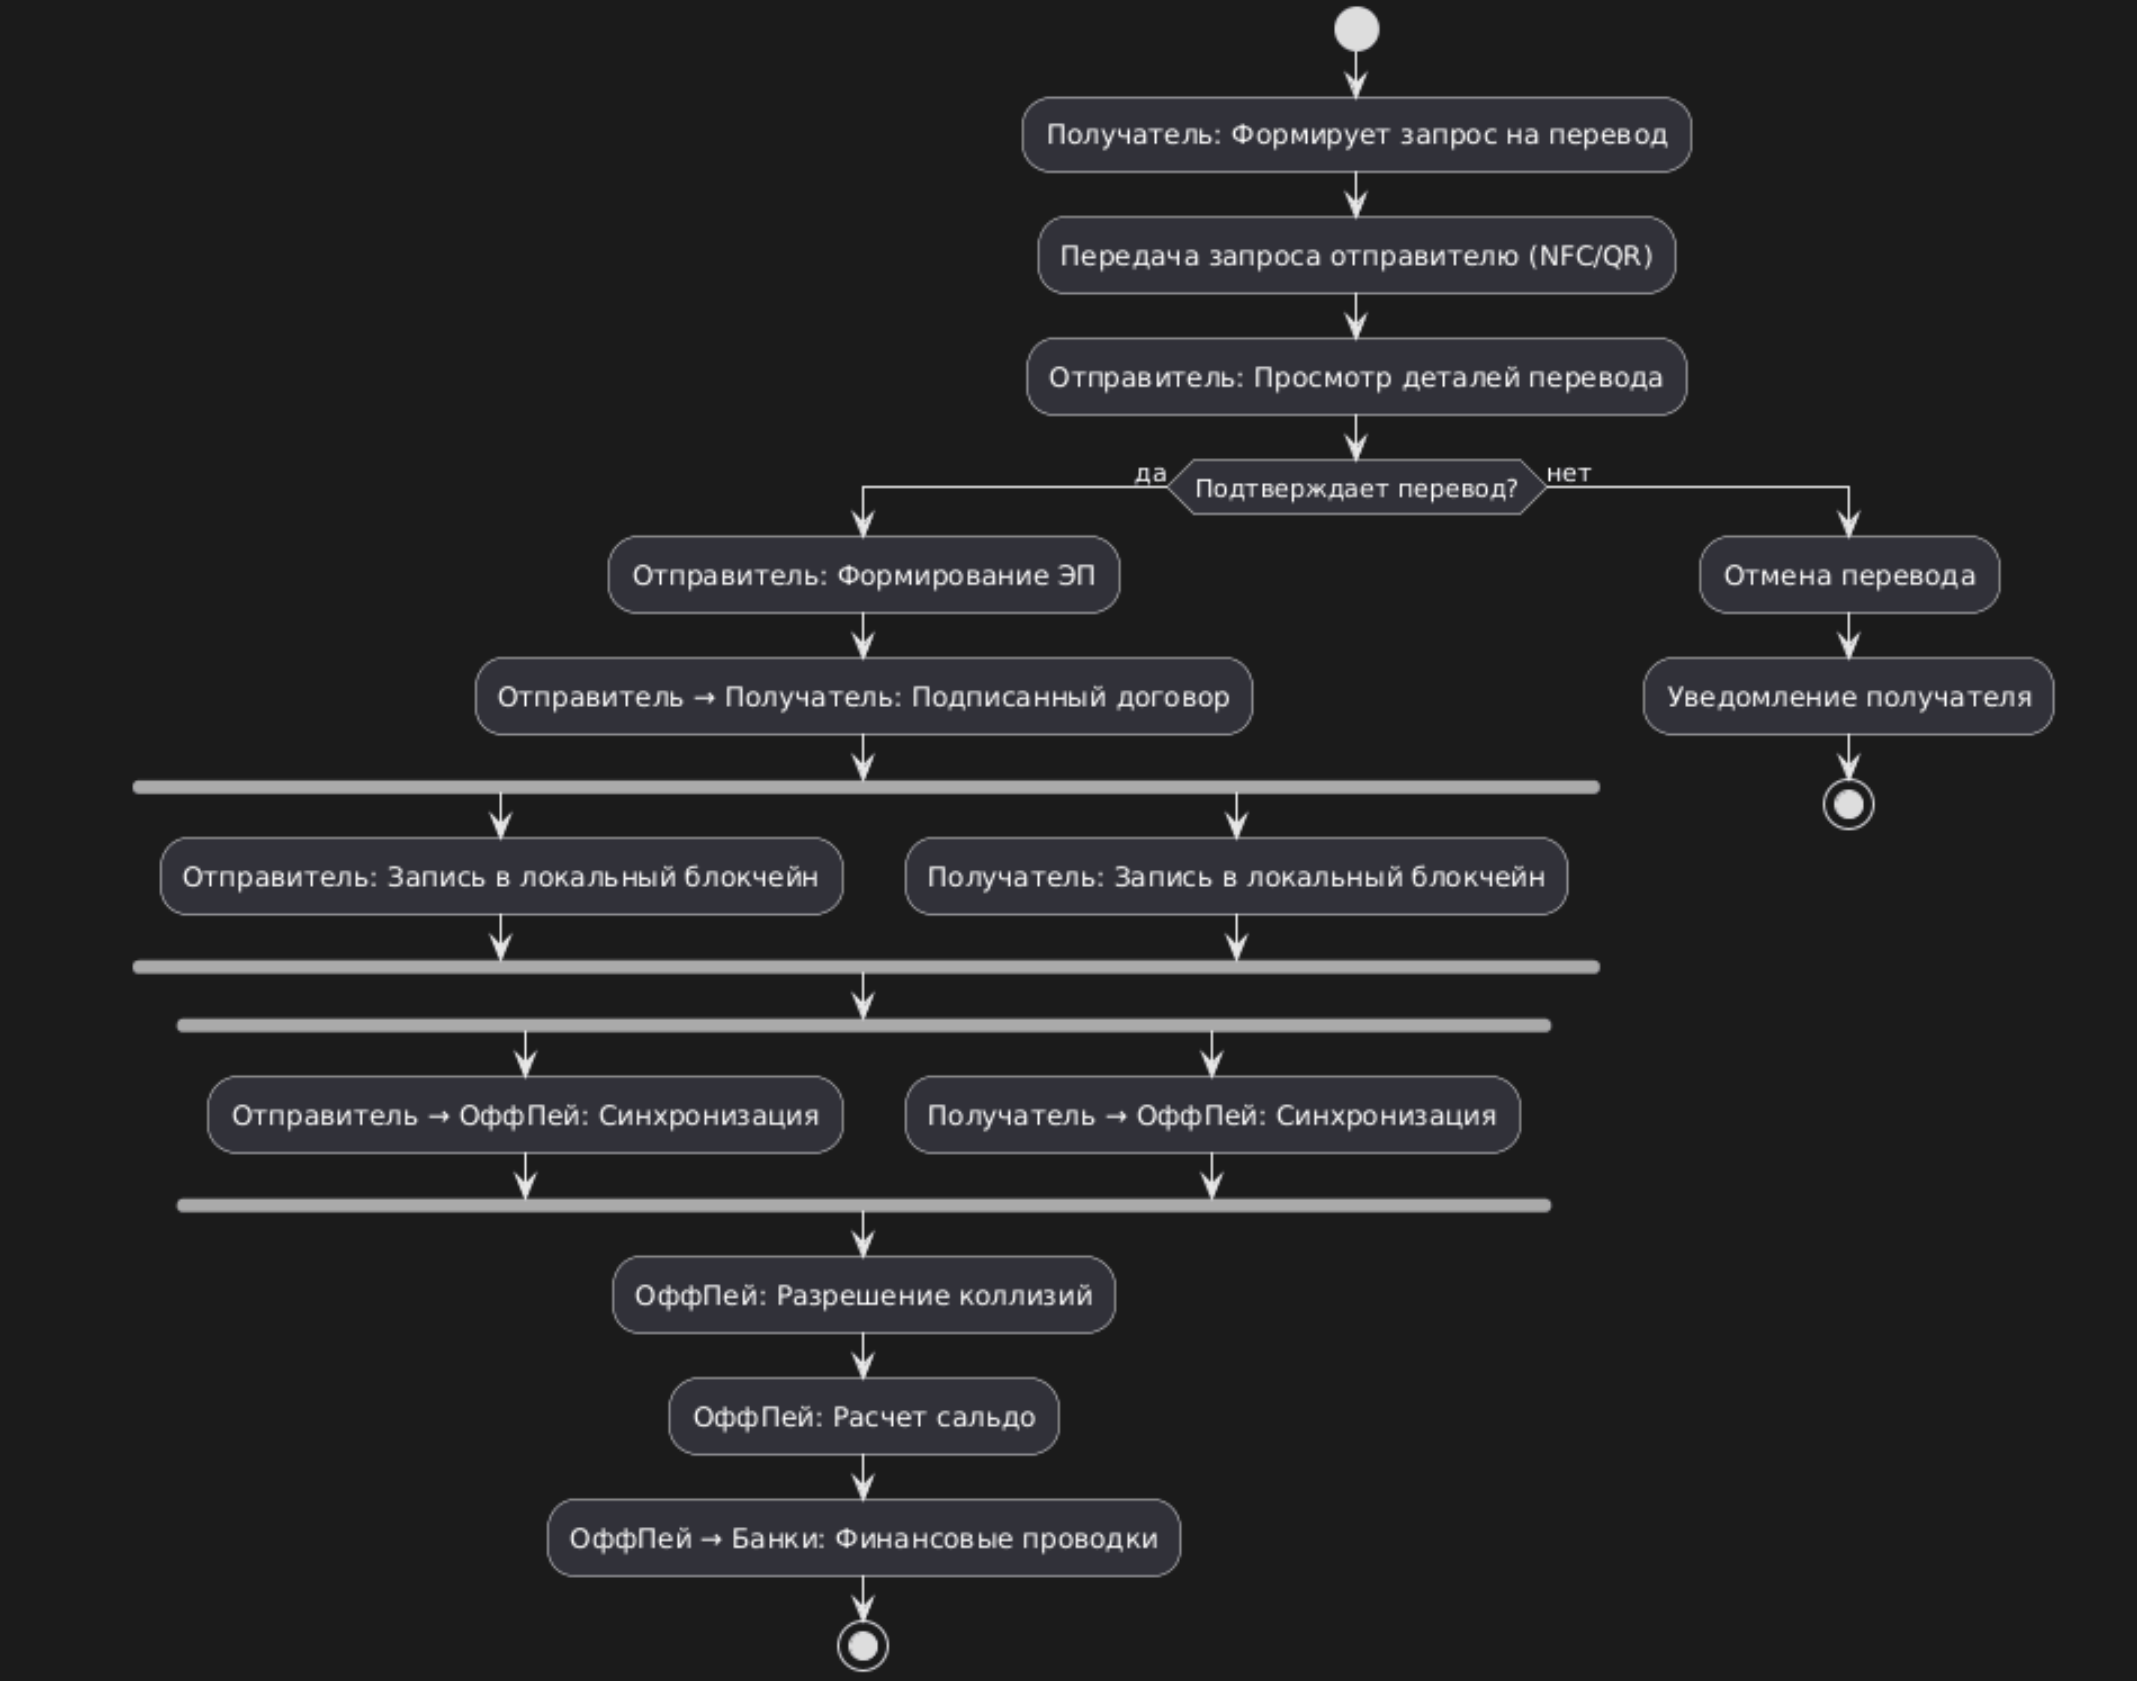 Получатель: Формирует запрос на перевод
Передача запроса отправителю (NFC/QR)
Отправитель: Просмотр деталей перевода
да
Подтверждает перевод?
нет
Отправитель: Формирование ЭП
Отмена перевода
Отправитель → Получатель: Подписанный договор
Уведомление получателя
Отправитель: Запись в локальный блокчейн
Получатель: Запись в локальный блокчейн
Отправитель → ОффПей: Синхронизация
Получатель → ОффПей: Синхронизация
ОффПей: Разрешение коллизий
ОффПей: Расчет сальдо
ОффПей → Банки: Финансовые проводки